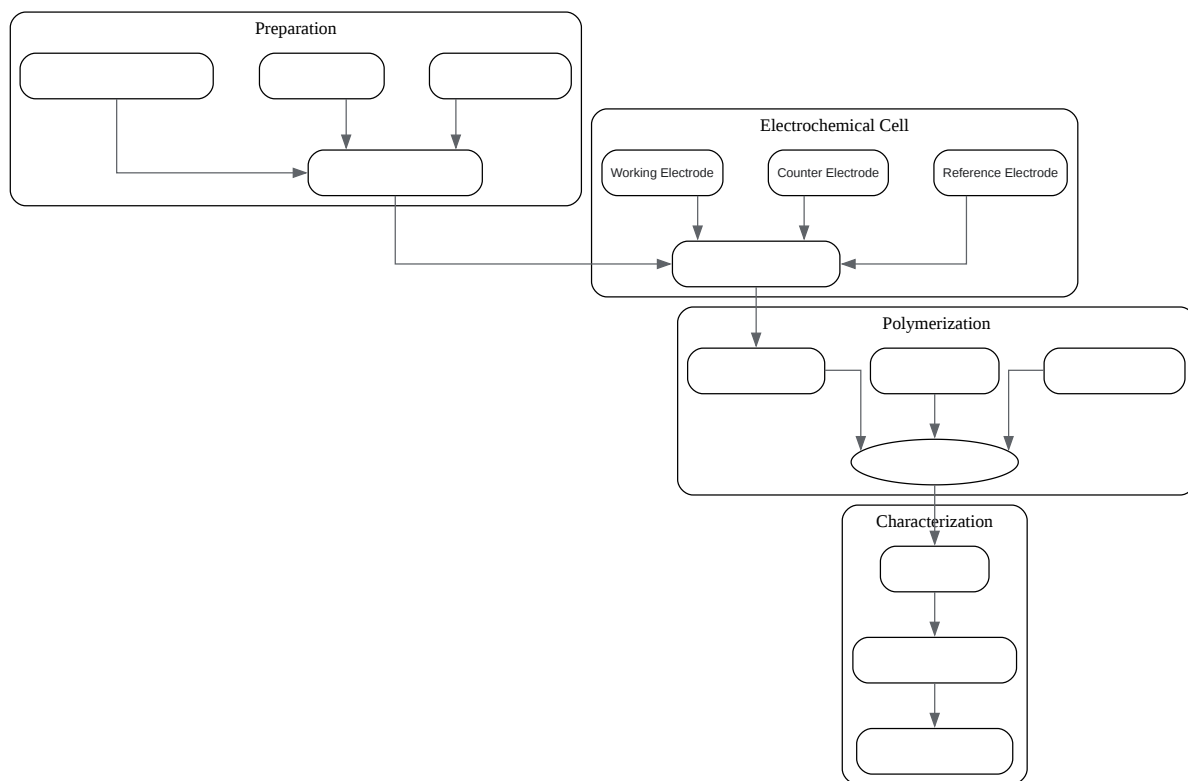 Preparation
Electrochemical Cell
Working Electrode
Counter Electrode
Reference Electrode
Polymerization
Characterization